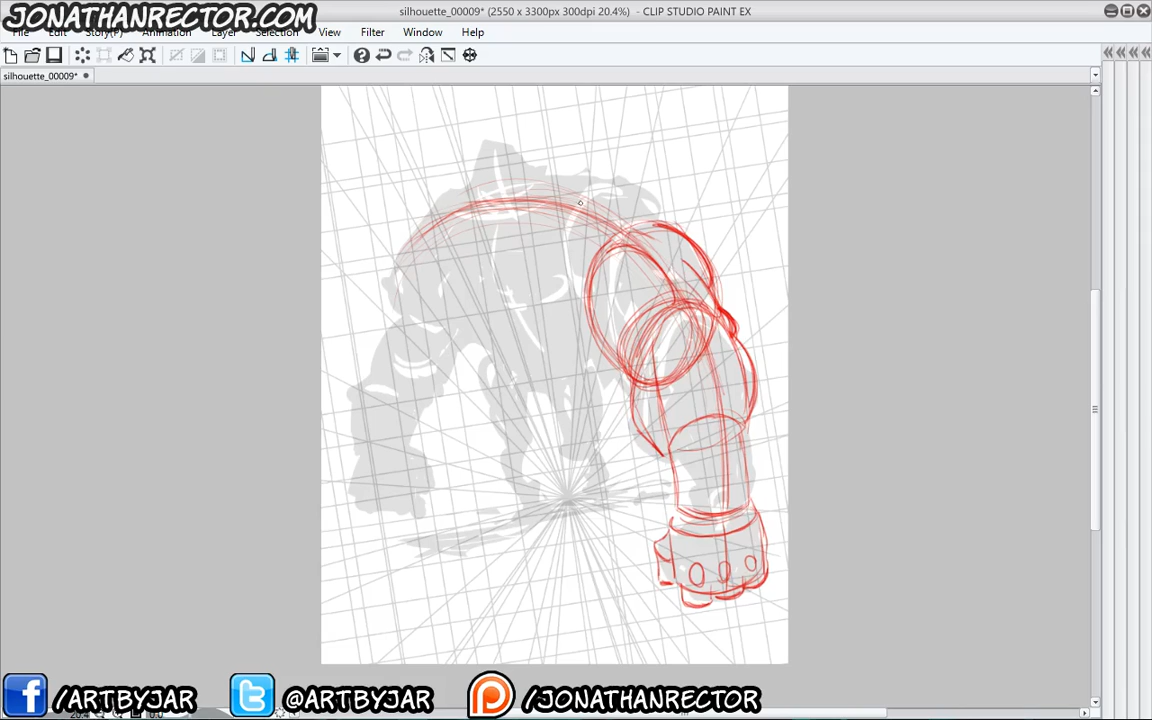 JONATHANRECTOR.COM
silhouette_00009* (2550 x 3300px 300dpi 20.4%) - CLIP STUDIO PAINT EX
File Edit Story(P) Animation Layer Selection View Filter Window Help
silhouette_00009*
/ARTBYJAR @ARTBYJAR /JONATHANRECTOR